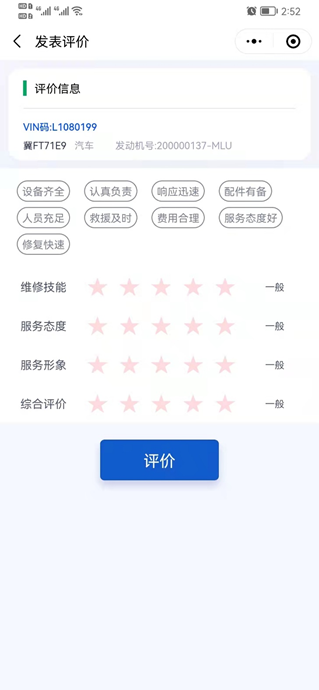 2:52
发表评价
评价信息
VIN码:L1080199
冀FT71E9 汽车 发动机号:200000137-MLU
设备齐全 认真负责 响应迅速 配件有备
人员充足 救援及时 费用合理 服务态度好
修复快速
维修技能 一般
服务态度 一般
服务形象 一般
综合评价 一般
评价